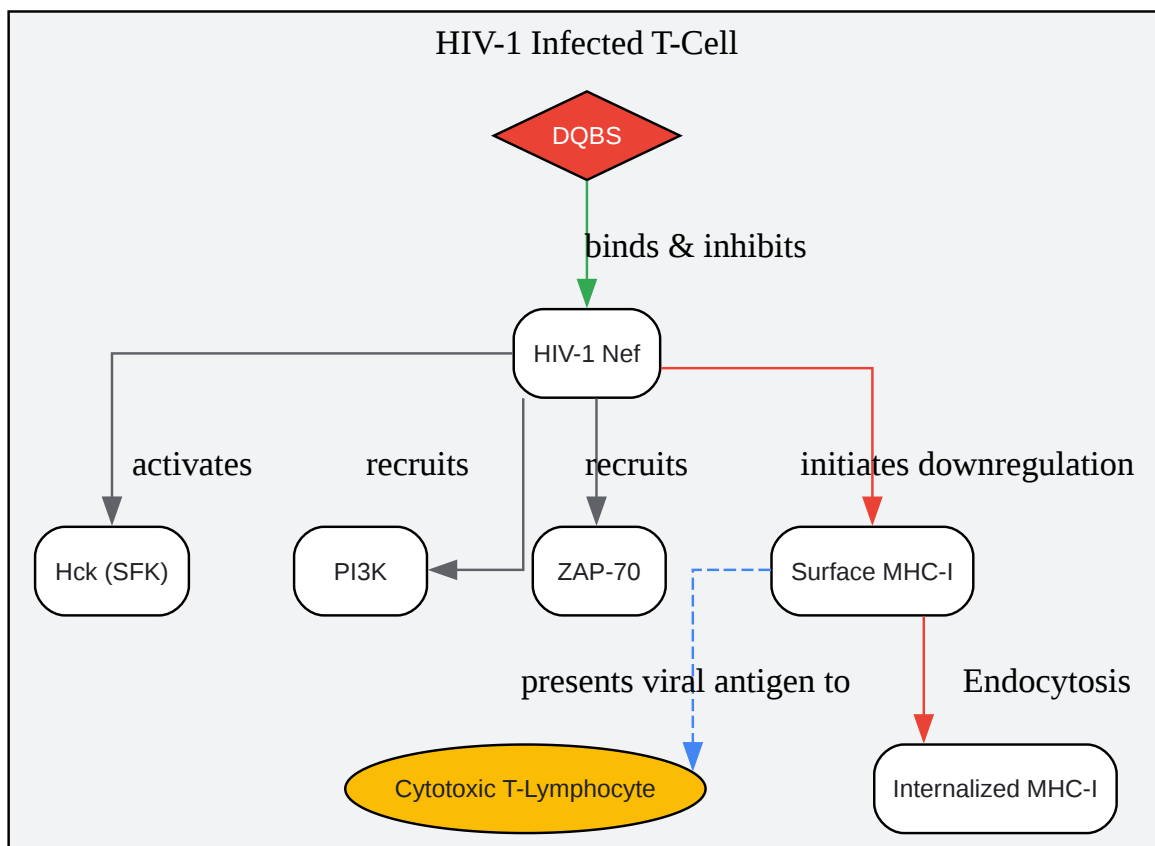 HIV-1 Infected T-Cell
DQBS
binds & inhibits
HIV-1 Nef
activates
recruits
recruits
initiates downregulation
Hck (SFK)
PI3K
ZAP-70
Surface MHC-I
presents viral antigen to
Endocytosis
Cytotoxic T-Lymphocyte
Internalized MHC-I